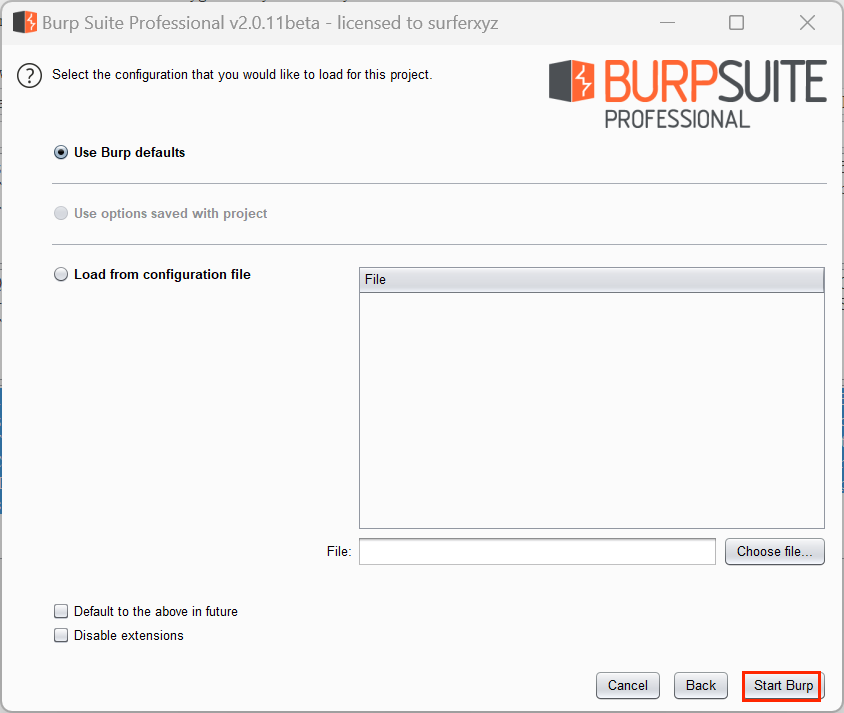 Burp Suite Professional v2.0.11beta - licensed to surferxyz
? Select the configuration that you would like to load for this project.
BURPSUITE
PROFESSIONAL
Use Burp defaults
Use options saved with project
Load from configuration file
File
File:
Choose file...
Default to the above in future
Disable extensions
Cancel
Back
Start Burp